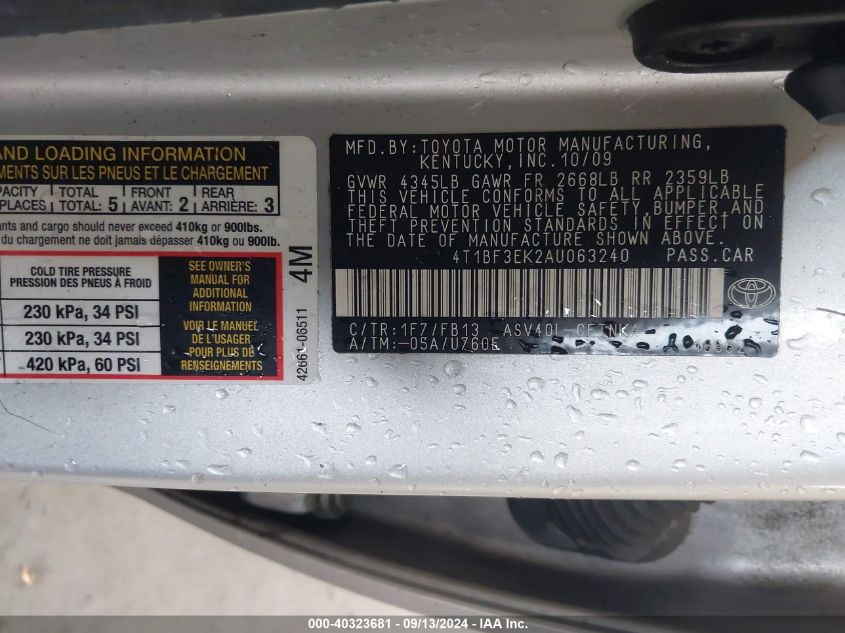 AND LOADING INFORMATION
MENTS SUR LES PNEUS ET LE CHARGEMENT
TOTAL FRONT REAR
TOTAL: 5 AVANT: 2 ARRIÈRE: 3
and cargo should never exceed 410kg or 900lbs.
du chargement ne doit jamais dépasser 410kg ou 900lb.
COLD TIRE PRESSURE
PRESSION DES PNEUS À FROID
230 kPa, 34 PSI
230 kPa, 34 PSI
420 kPa, 60 PSI
SEE OWNER'S
MANUAL FOR
ADDITIONAL
INFORMATION
VOIR LE MANUEL
DE L'USAGER
POUR PLUS DE
RENSEIGNEMENTS
4M
42661-06511
MFD.BY:TOYOTA MOTOR MANUFACTURING,
KENTUCKY,INC.10/09
GVWR 4345LB GAWR FR 2668LB RR 2359LB
THIS VEHICLE CONFORMS TO ALL APPLICABLE
FEDERAL MOTOR VEHICLE SAFETY, BUMPER,AND
THEFT PREVENTION STANDARDS IN EFFECT ON
THE DATE OF MANUFACTURE SHOWN ABOVE.
4T1BF3EK2AU063240 PASS.CAR
C/TR:1F7/FB13 ASV40L
A/TM:-05A/U760E
000-40323681 - 09/13/2024 - IAA Inc.